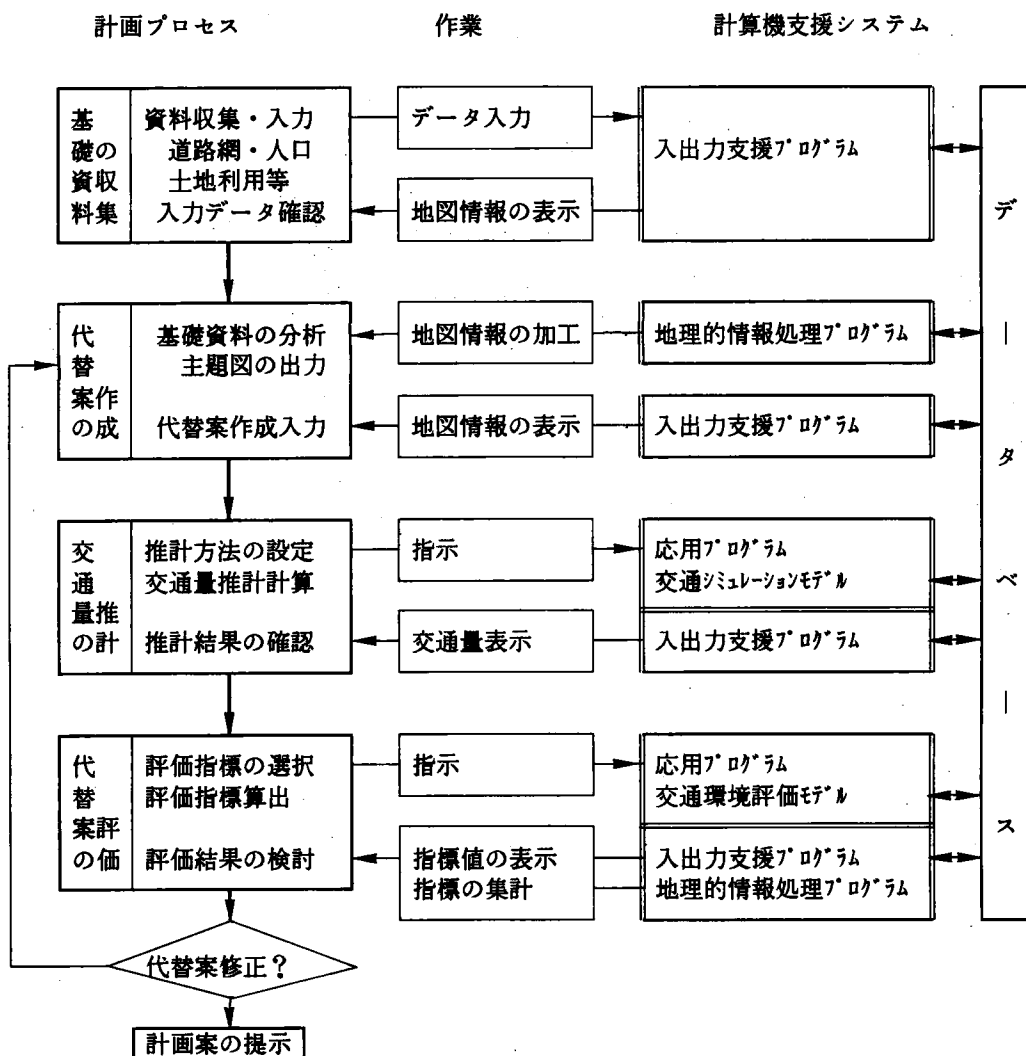 計画プロセス
作業
計算機支援システム
基礎の資収料集
資料収集・入力
道路網・人口
土地利用等
入力データ確認
データ入力
地図情報の表示
入出力支援プログラム
代替案作の成
基礎資料の分析
主題図の出力
代替案作成入力
地図情報の加工
地図情報の表示
地理的情報処理プログラム
入出力支援プログラム
交通量推の計
推計方法の設定
交通量推計計算
推計結果の確認
指示
交通量表示
応用プログラム
交通シミュレーションモデル
入出力支援プログラム
代替案評の価
評価指標の選択
評価指標算出
評価結果の検討
指示
指標値の表示
指標の集計
応用プログラム
交通環境評価モデル
入出力支援プログラム
地理的情報処理プログラム
データベース
代替案修正?
計画案の提示